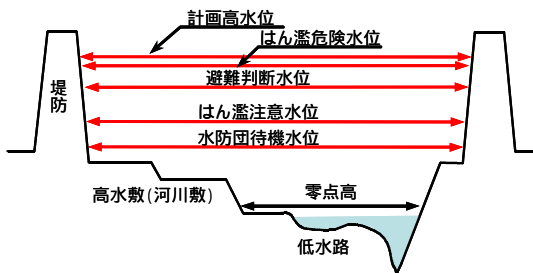 計画高水位
はん濫危険水位
避難判断水位
堤防
はん濫注意水位
水防団待機水位
高水敷(河川敷)
零点高
低水路